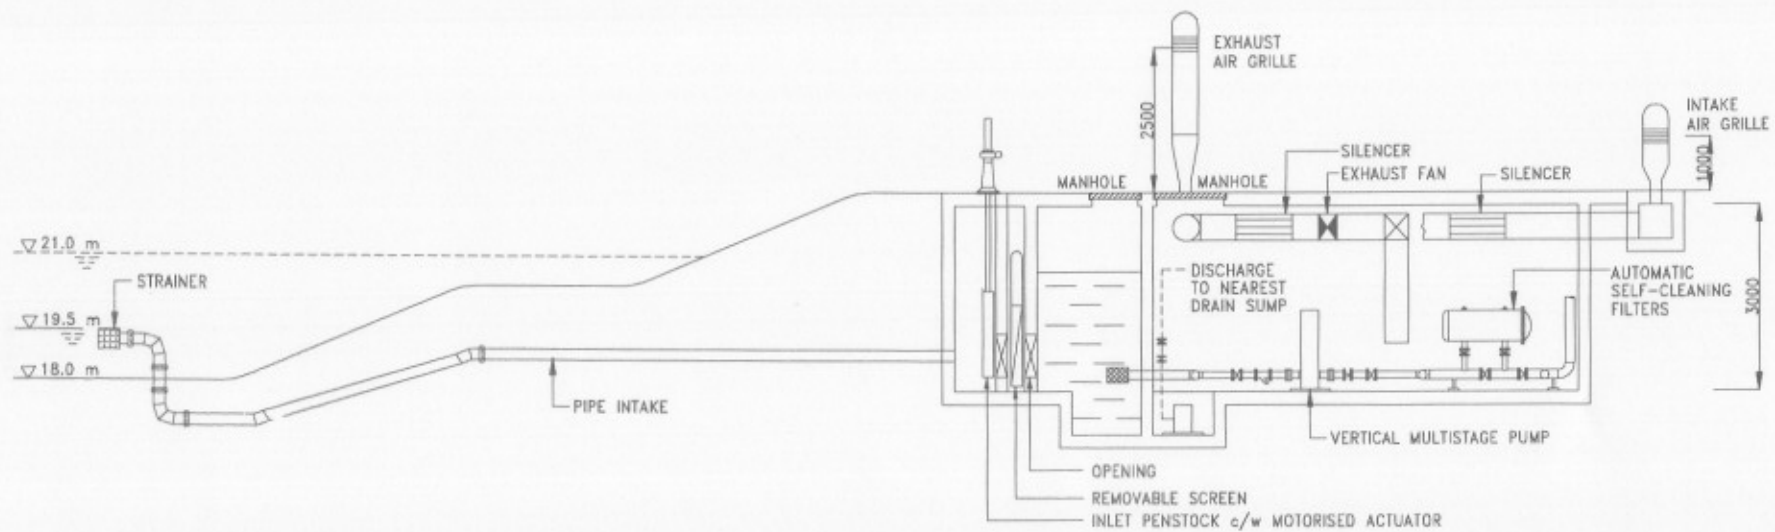 EXHAUST
AIR GRILLE
INTAKE
AIR GRILLE
2500
1000
SILENCER
EXHAUST FAN
SILENCER
MANHOLE
MANHOLE
21.0 m
STRAINER
19.5 m
18.0 m
DISCHARGE
TO NEAREST
DRAIN SUMP
AUTOMATIC
SELF-CLEANING
FILTERS
3000
PIPE INTAKE
VERTICAL MULTISTAGE PUMP
OPENING
REMOVABLE SCREEN
INLET PENSTOCK c/w MOTORISED ACTUATOR